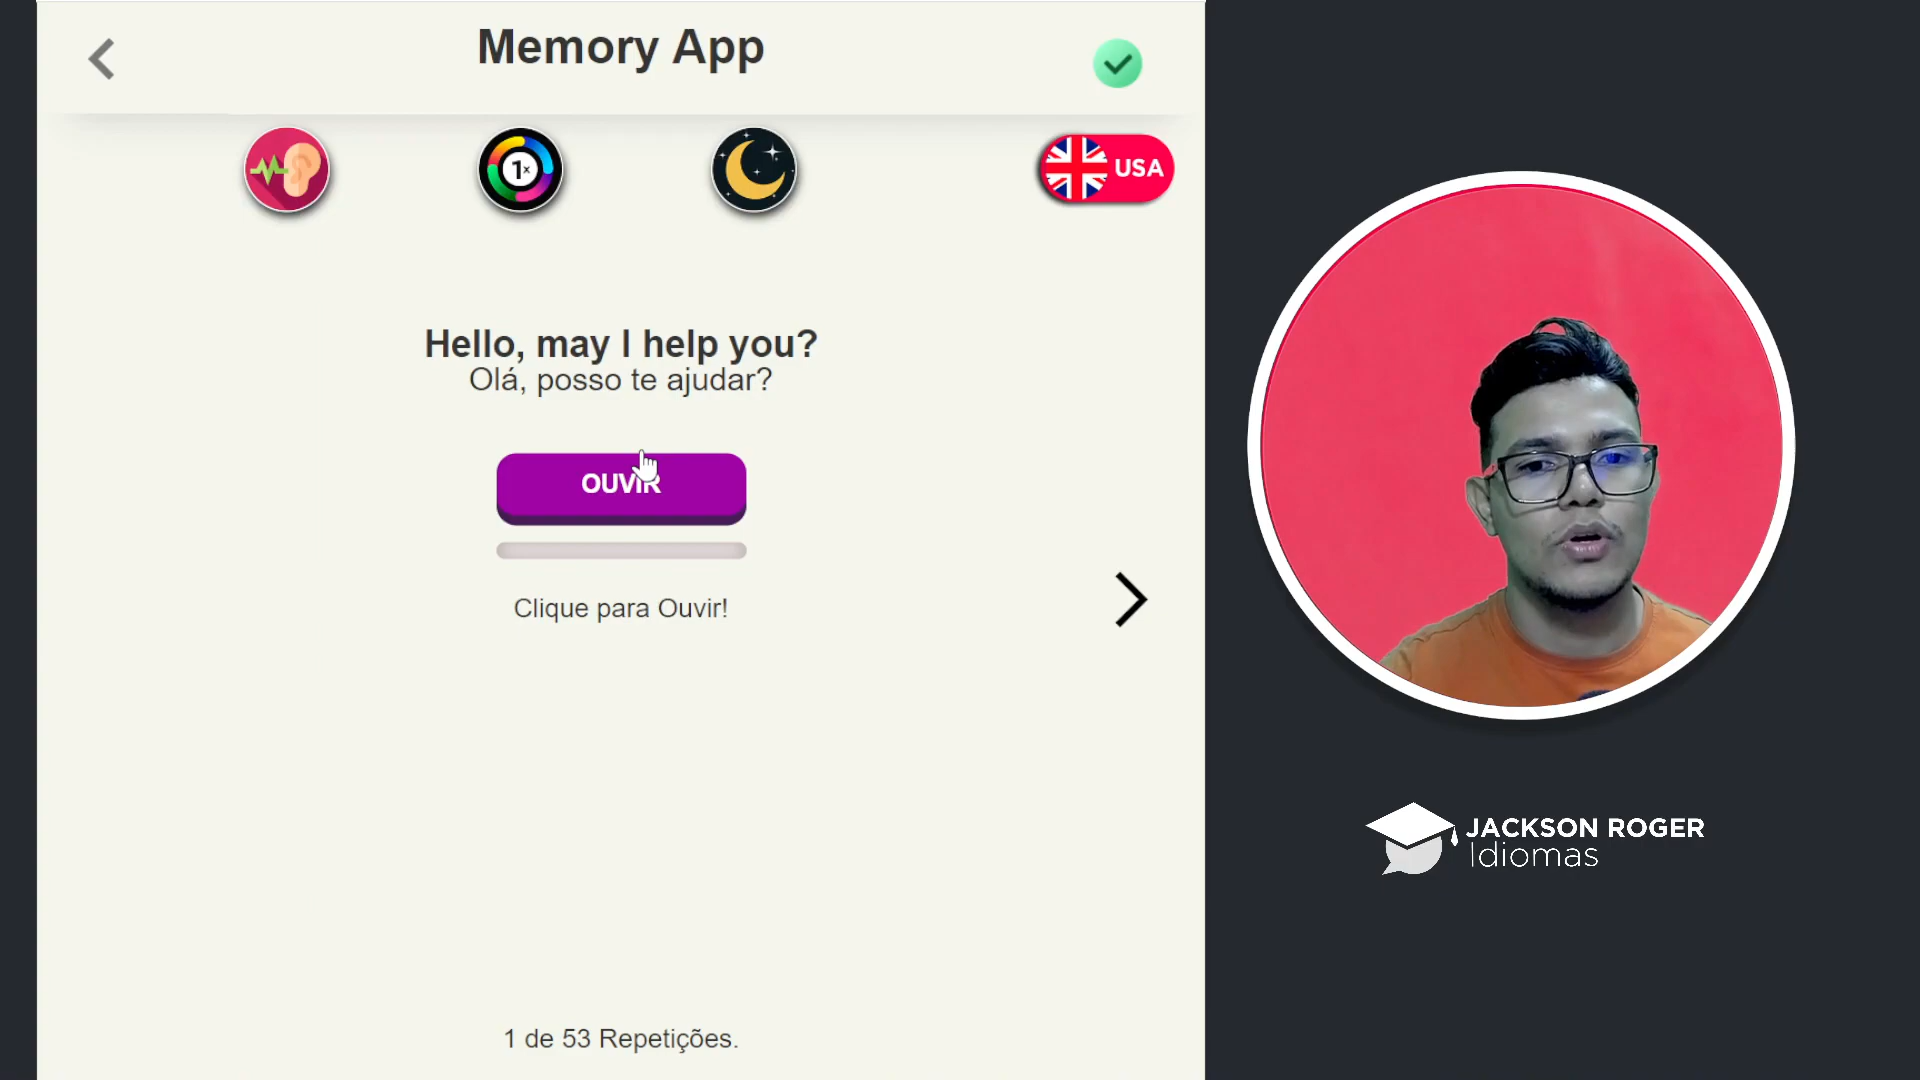 Memory App
1x
USA
Hello, may I help you?
Olá, posso te ajudar?
OUVIR
Clique para Ouvir!
1 de 53 Repetições.
JACKSON ROGER
Idiomas